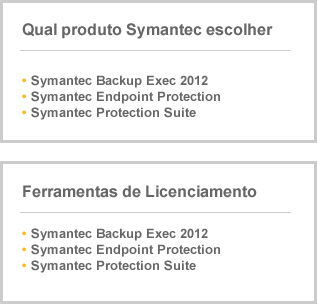 Qual produto Symantec escolher
• Symantec Backup Exec 2012
• Symantec Endpoint Protection
• Symantec Protection Suite
Ferramentas de Licenciamento
• Symantec Backup Exec 2012
• Symantec Endpoint Protection
• Symantec Protection Suite